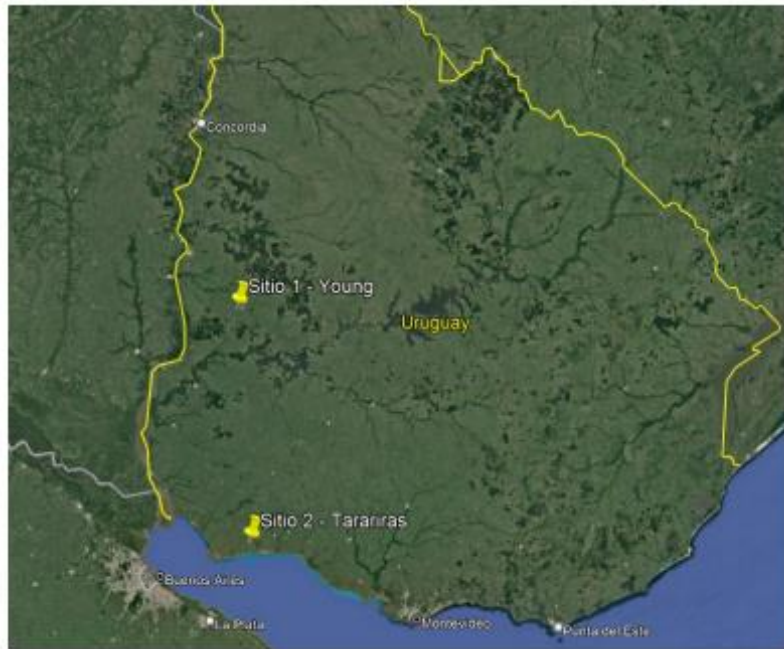 Concordia
Sitio 1 - Young
Uruguay
Sitio 2 - Tarariras
Buenos Aires
La Plata
Montevideo
Punta del Este